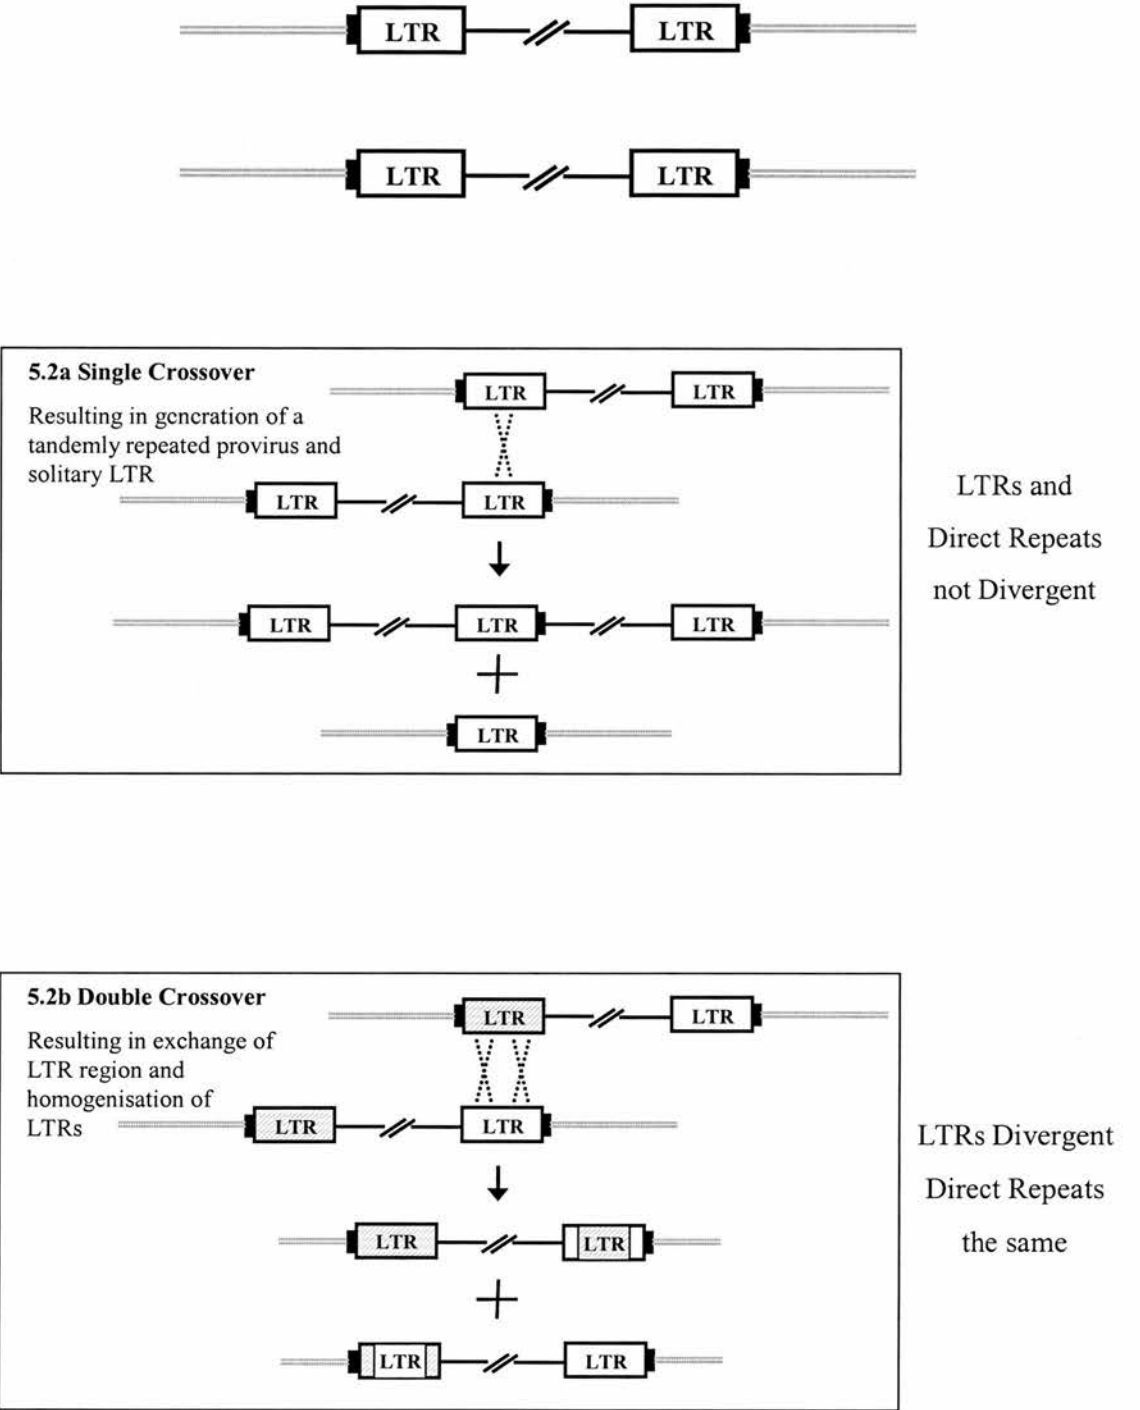 LTR LTR
LTR LTR
5.2a Single Crossover
LTR LTR
Resulting in generation of a
tandemly repeated provirus and
solitary LTR
LTR LTR
LTRs and
Direct Repeats
not Divergent
LTR LTR LTR
LTR
5.2b Double Crossover
LTR LTR
Resulting in exchange of
LTR region and
homogenisation of
LTRs
LTR LTR
LTRs Divergent
Direct Repeats
the same
LTR LTR
LTR LTR